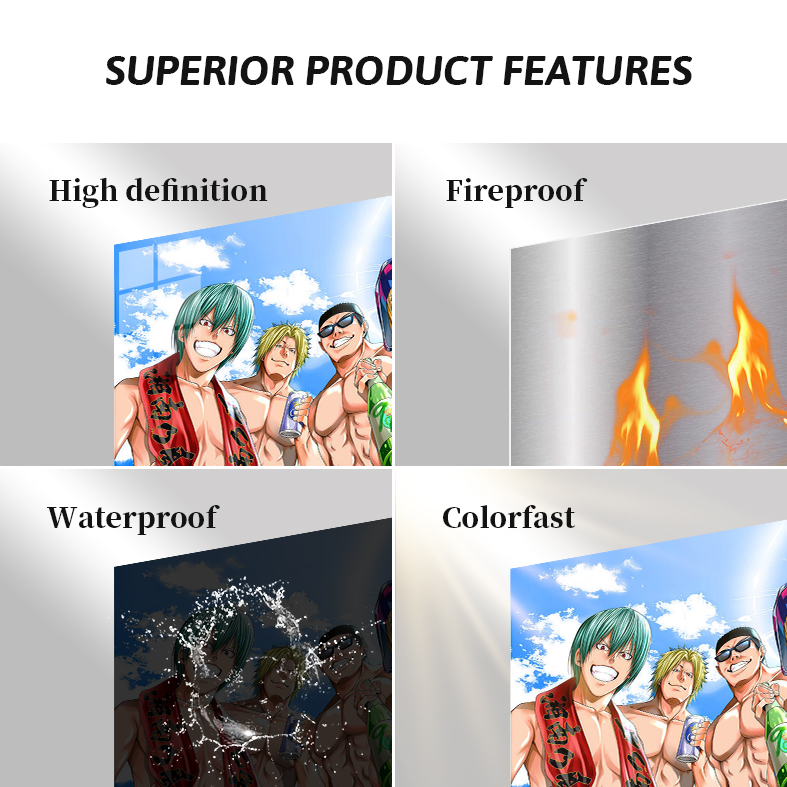 SUPERIOR PRODUCT FEATURES
High definition
Fireproof
Waterproof
Colorfast